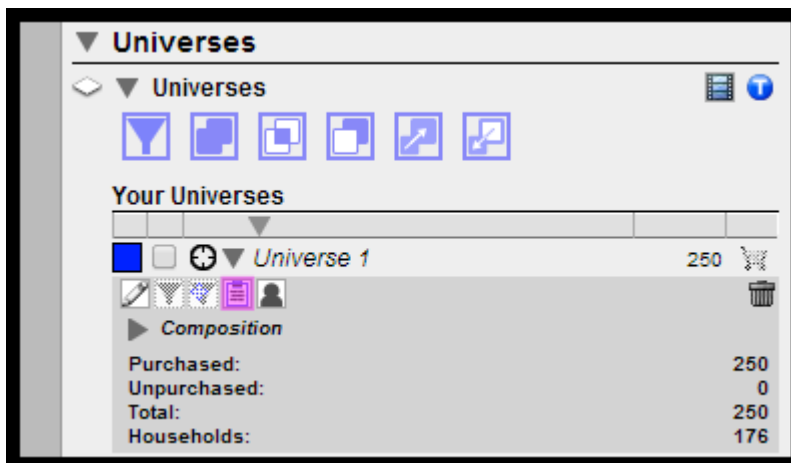 Universes
Universes
T
Your Universes
Universe 1 250
Composition
Purchased: 250
Unpurchased: 0
Total: 250
Households: 176